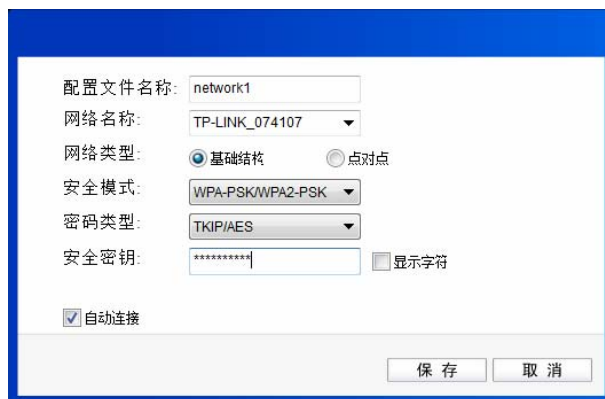 配置文件名称: network1
网络名称: TP-LINK_074107
网络类型: 基础结构 点对点
安全模式: WPA-PSK/WPA2-PSK
密码类型: TKIP/AES
安全密钥: ********** 显示字符
自动连接
保存 取消